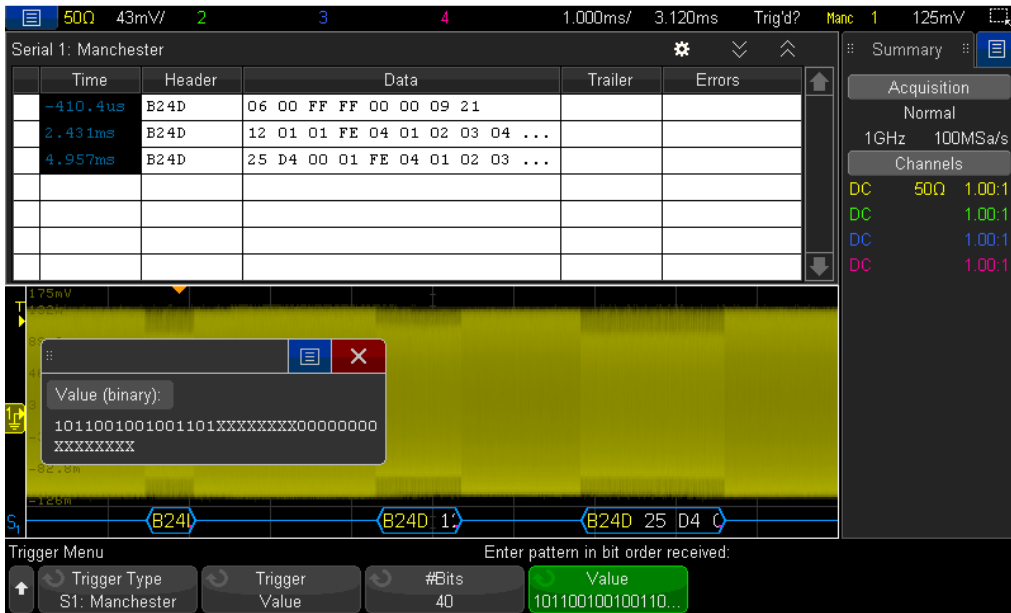 50Ω 43mV/ 2 3 4 1.000ms/ 3.120ms Trig'd? Manc 1 125mV
Serial 1: Manchester
Summary
Time Header Data Trailer Errors
-410.4us B24D 06 00 FF FF 00 00 09 21
2.431ms B24D 12 01 01 FE 04 01 02 03 04 ...
4.957ms B24D 25 D4 00 01 FE 04 01 02 03 ...
Acquisition
Normal
1GHz 100MSa/s
Channels
DC 50Ω 1.00:1
DC 1.00:1
DC 1.00:1
DC 1.00:1
175mV
T
Value (binary):
1011001001001101XXXXXXXX00000000
XXXXXXXX
-82.8m
-126m
S1 B24 B24D 12 B24D 25 D4
Trigger Menu
Enter pattern in bit order received:
Trigger Type
S1: Manchester
Trigger
Value
#Bits
40
Value
101100100100110...